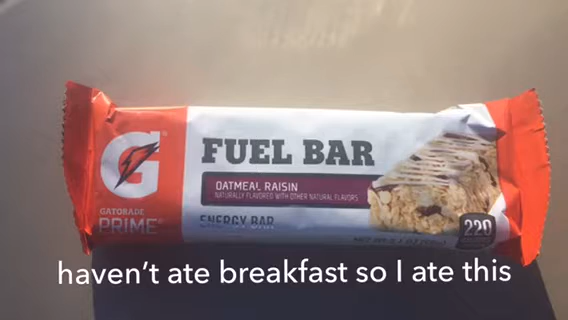 G
GATORADE
PRIME
FUEL BAR
OATMEAL RAISIN
NATURALLY FLAVORED WITH OTHER NATURAL FLAVORS
ENERGY BAR
220
haven't ate breakfast so I ate this